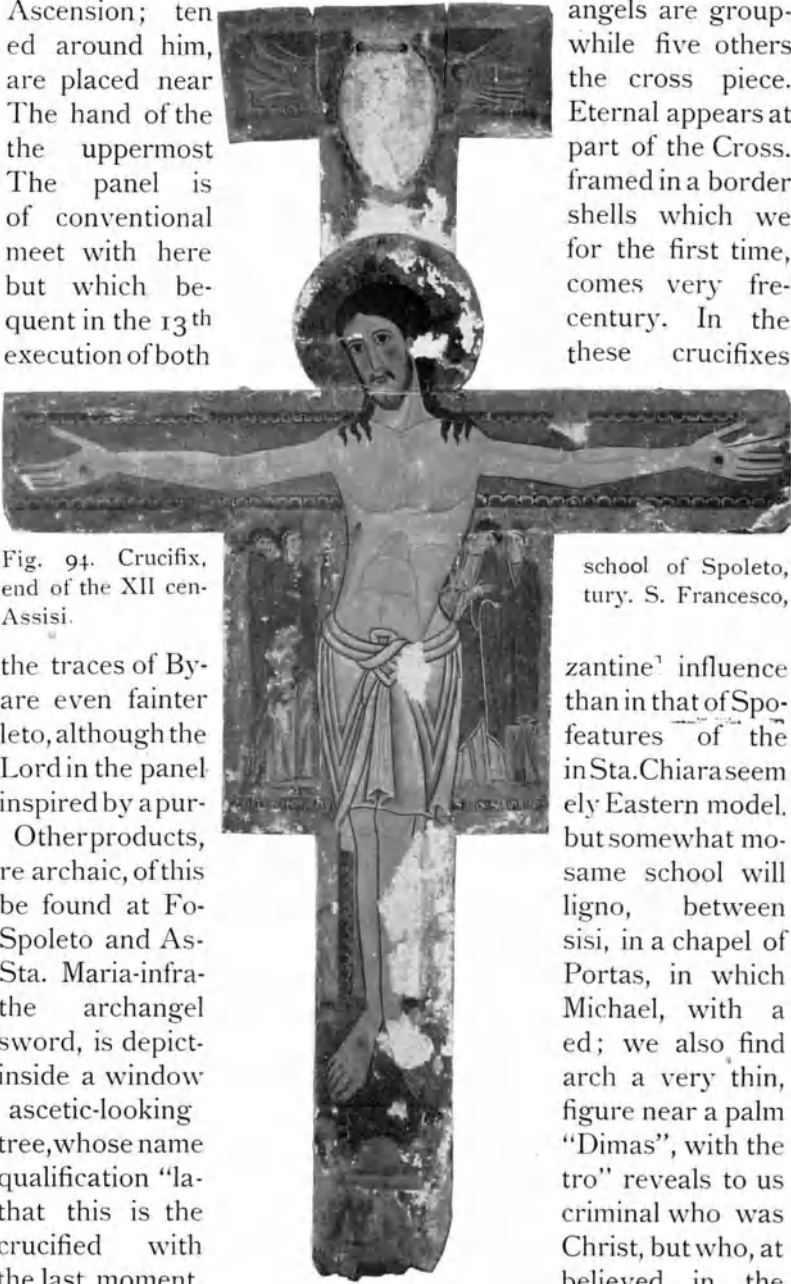 Ascension; ten angels are group-
ed around him, while five others
are placed near the cross piece.
The hand of the Eternal appears at
the uppermost part of the Cross.
The panel is framed in a border
of conventional shells which we
meet with here for the first time,
but which be- comes very fre-
quent in the 13th century. In the
execution of both these crucifixes
Fig. 94. Crucifix, school of Spoleto,
end of the XII cen- tury. S. Francesco,
Assisi.
the traces of By- zantine influence
are even fainter than in that of Spo-
leto, although the features of the
Lord in the panel in Sta. Chiara seem
inspired by a pur- ely Eastern model.
Other products, but somewhat mo-
re archaic, of this same school will
be found at Fo- ligno, between
Spoleto and As- sisi, in a chapel of
Sta. Maria-infra- Portas, in which
the archangel Michael, with a
sword, is depict- ed; we also find
inside a window arch a very thin,
ascetic-looking figure near a palm
tree, whose name “Dimas”, with the
qualification “la- tro” reveals to us
that this is the criminal who was
crucified with Christ, but who, at
the last moment, believed in the